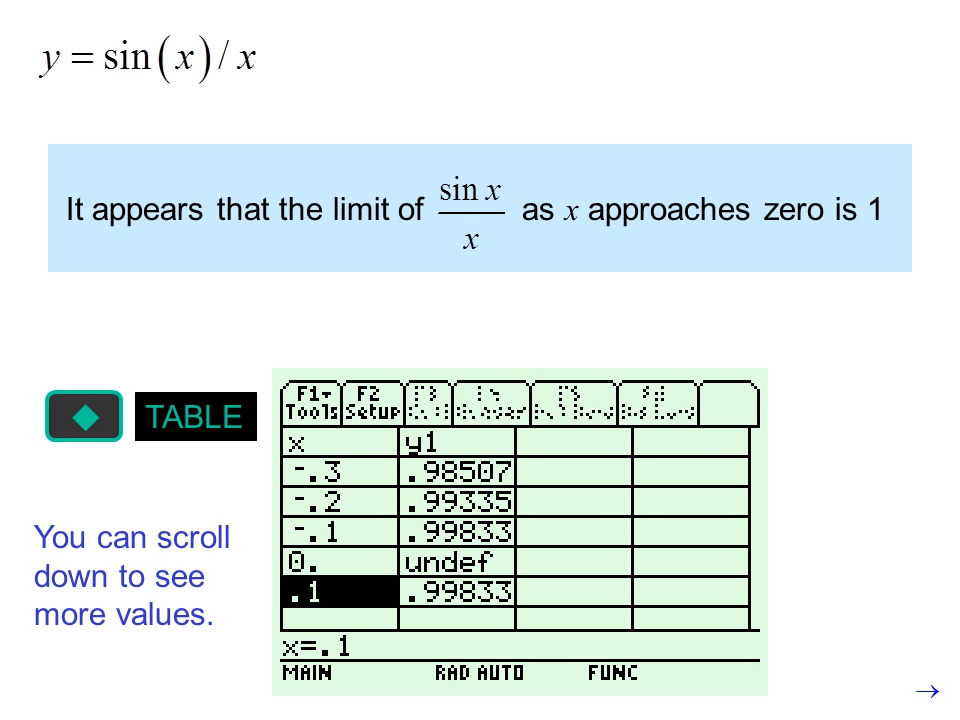 y = sin(x)/ x
It appears that the limit of sin x / x as x approaches zero is 1
TABLE
You can scroll
down to see
more values.
F1 F2
Tools Setup
x y1
-.3 .98507
-.2 .99335
-.1 .99833
0. undef
.1 .99833
x=.1
MAIN RAD AUTO FUNC
→